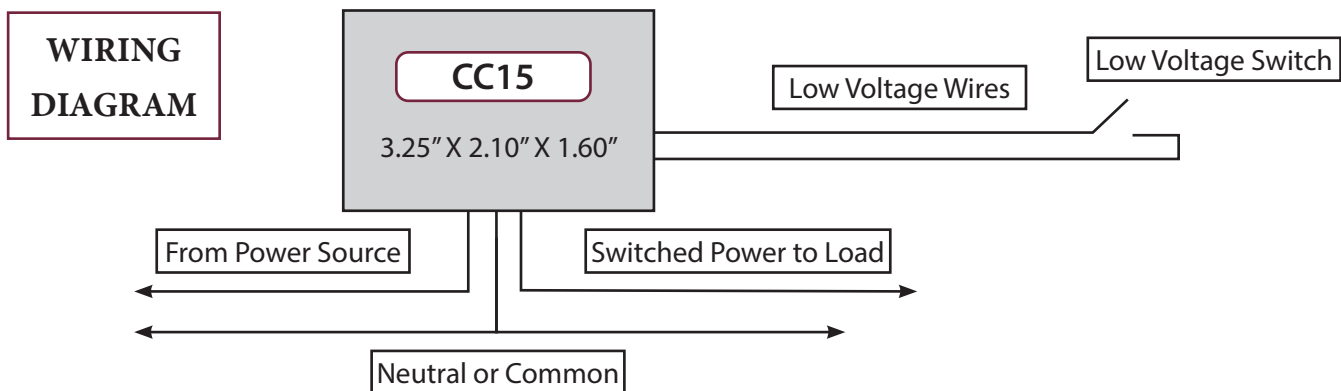 WIRING
DIAGRAM
CC15
3.25” X 2.10” X 1.60”
Low Voltage Wires
Low Voltage Switch
From Power Source
Switched Power to Load
Neutral or Common